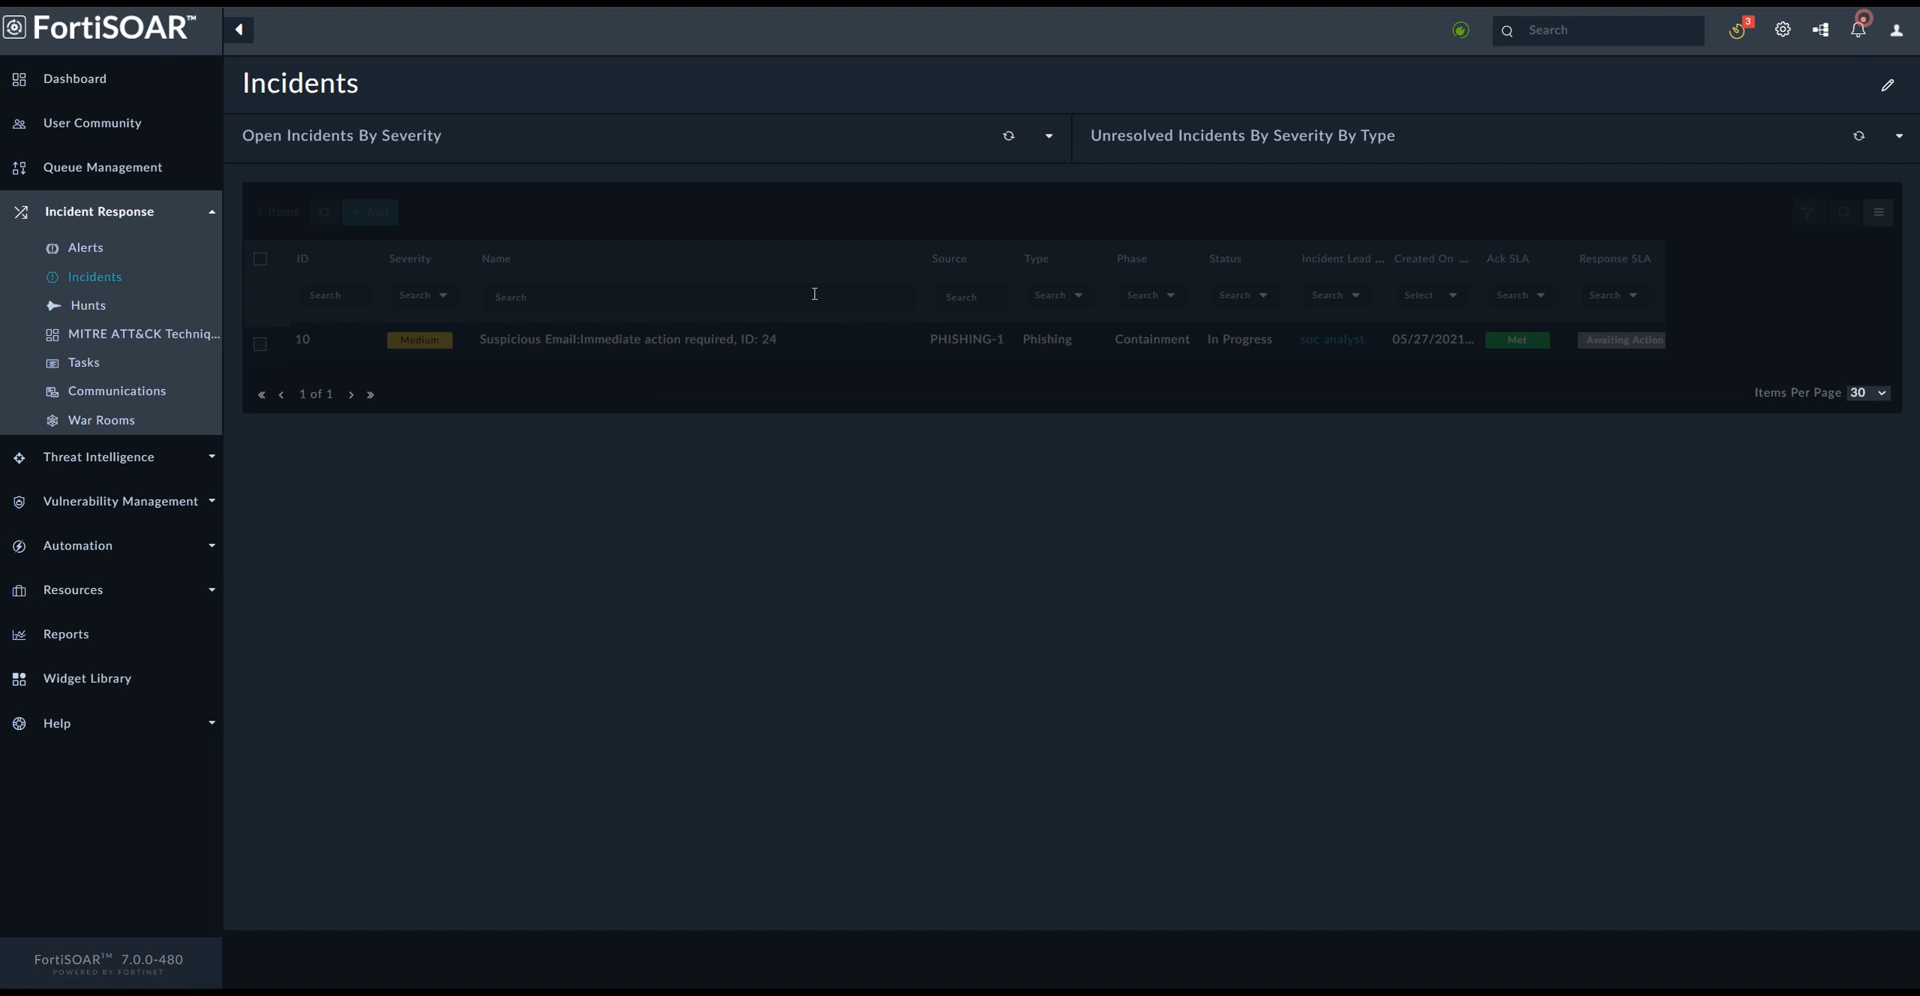 FortiSOAR™
Search
3
Dashboard
User Community
Queue Management
Incident Response
Alerts
Incidents
Hunts
MITRE ATT&CK Techniq...
Tasks
Communications
War Rooms
Threat Intelligence
Vulnerability Management
Automation
Resources
Reports
Widget Library
Help
FortiSOAR™ 7.0.0-480
POWERED BY FORTINET
Incidents
Open Incidents By Severity
Unresolved Incidents By Severity By Type
1 Items
+ Add
ID Severity Name Source Type Phase Status Incident Lead ... Created On ... Ack SLA Response SLA
Search Search Search Search Search Search Search Search Select Search Search
10 Medium Suspicious Email:Immediate action required, ID: 24 PHISHING-1 Phishing Containment In Progress soc analyst 05/27/2021... Met Awaiting Action
« ‹ 1 of 1 › »
Items Per Page 30